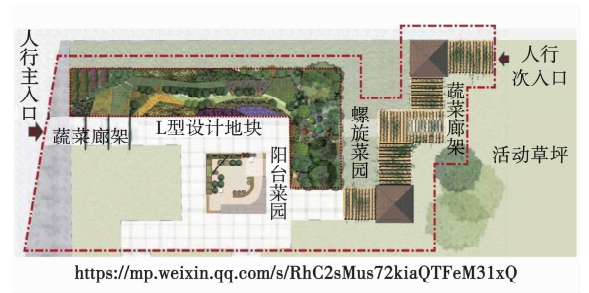 人行主入口
蔬菜廊架
L型设计地块
阳台菜园
螺旋菜园
蔬菜廊架
人行
次入口
活动草坪
https://mp.weixin.qq.com/s/RhC2sMus72kiaQTFeM31xQ